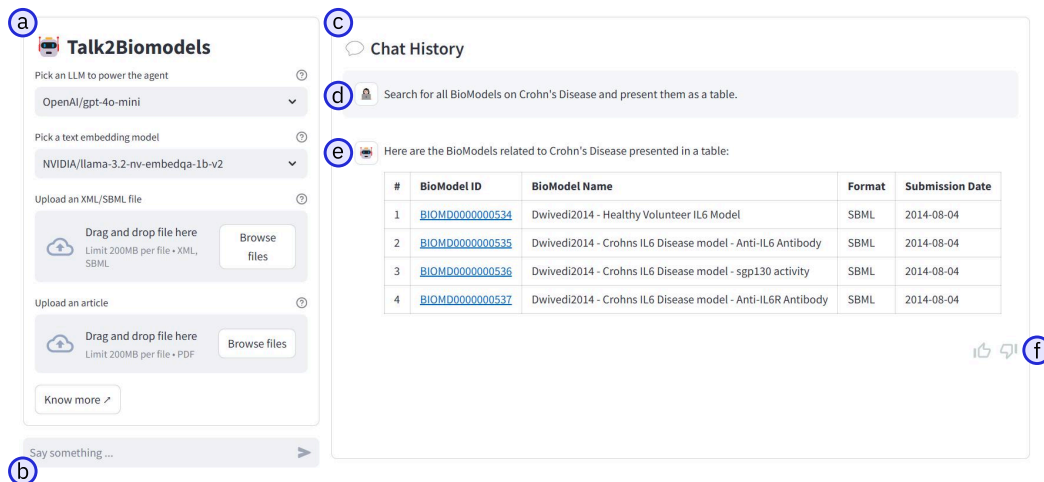 a
Talk2Biomodels
Pick an LLM to power the agent
OpenAI/gpt-4o-mini
Pick a text embedding model
NVIDIA/llama-3.2-nv-embedqa-1b-v2
Upload an XML/SBML file
Drag and drop file here
Limit 200MB per file • XML,
SBML
Browse
files
Upload an article
Drag and drop file here
Limit 200MB per file • PDF
Browse files
Know more ↗
Say something ...
b
c
Chat History
d
Search for all BioModels on Crohn's Disease and present them as a table.
e
Here are the BioModels related to Crohn's Disease presented in a table:
# BioModel ID BioModel Name Format Submission Date
1 BIOMD0000000534 Dwivedi2014 - Healthy Volunteer IL6 Model SBML 2014-08-04
2 BIOMD0000000535 Dwivedi2014 - Crohns IL6 Disease model - Anti-IL6 Antibody SBML 2014-08-04
3 BIOMD0000000536 Dwivedi2014 - Crohns IL6 Disease model - sgp130 activity SBML 2014-08-04
4 BIOMD0000000537 Dwivedi2014 - Crohns IL6 Disease model - Anti-IL6R Antibody SBML 2014-08-04
f